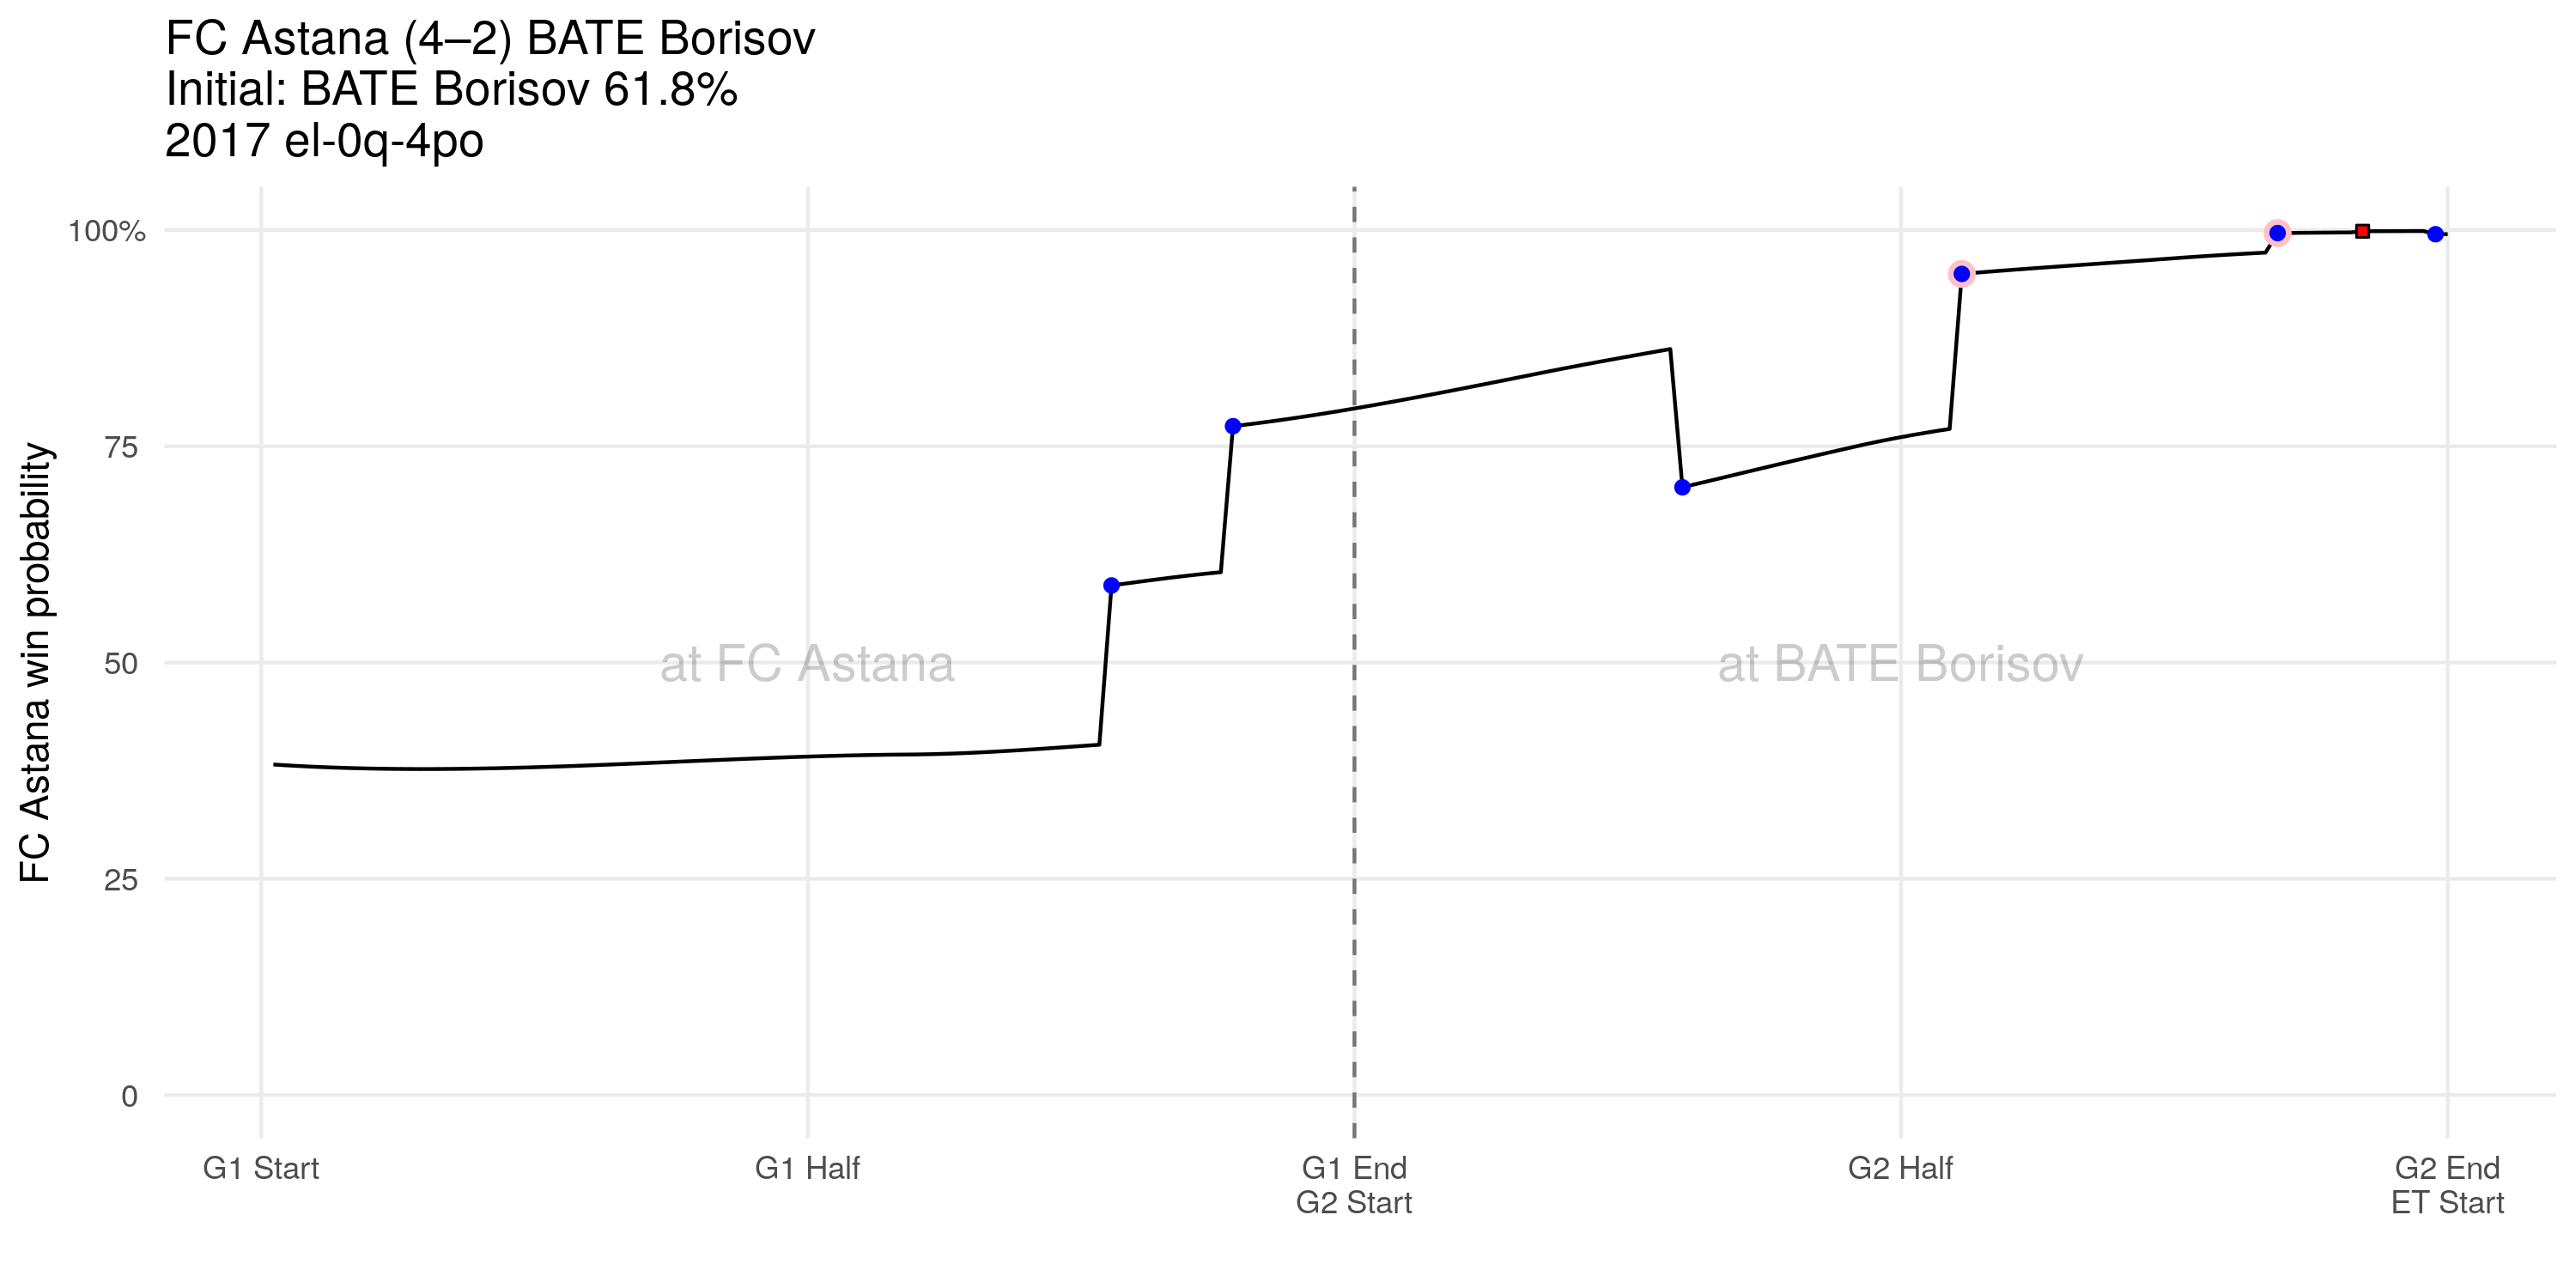 FC Astana (4–2) BATE Borisov
Initial: BATE Borisov 61.8%
2017 el-0q-4po
FC Astana win probability
100%
75
50
25
0
at FC Astana
at BATE Borisov
G1 Start
G1 Half
G1 End
G2 Start
G2 Half
G2 End
ET Start